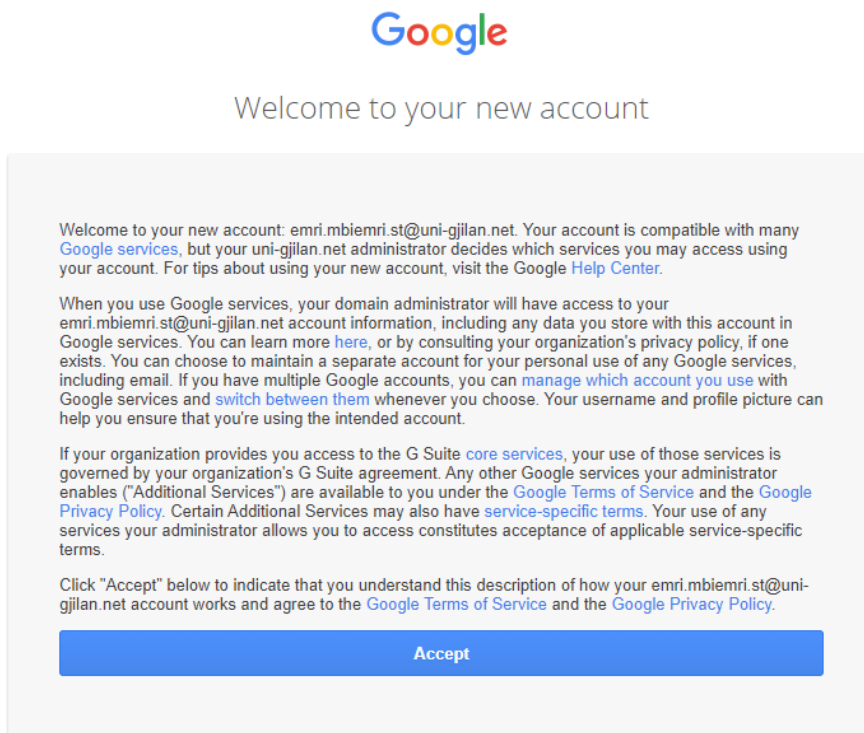 Google
Welcome to your new account
Welcome to your new account: emri.mbiemri.st@uni-gjilan.net. Your account is compatible with many
Google services, but your uni-gjilan.net administrator decides which services you may access using
your account. For tips about using your new account, visit the Google Help Center.
When you use Google services, your domain administrator will have access to your
emri.mbiemri.st@uni-gjilan.net account information, including any data you store with this account in
Google services. You can learn more here, or by consulting your organization's privacy policy, if one
exists. You can choose to maintain a separate account for your personal use of any Google services,
including email. If you have multiple Google accounts, you can manage which account you use with
Google services and switch between them whenever you choose. Your username and profile picture can
help you ensure that you're using the intended account.
If your organization provides you access to the G Suite core services, your use of those services is
governed by your organization's G Suite agreement. Any other Google services your administrator
enables ("Additional Services") are available to you under the Google Terms of Service and the Google
Privacy Policy. Certain Additional Services may also have service-specific terms. Your use of any
services your administrator allows you to access constitutes acceptance of applicable service-specific
terms.
Click "Accept" below to indicate that you understand this description of how your emri.mbiemri.st@uni-
gjilan.net account works and agree to the Google Terms of Service and the Google Privacy Policy.
Accept